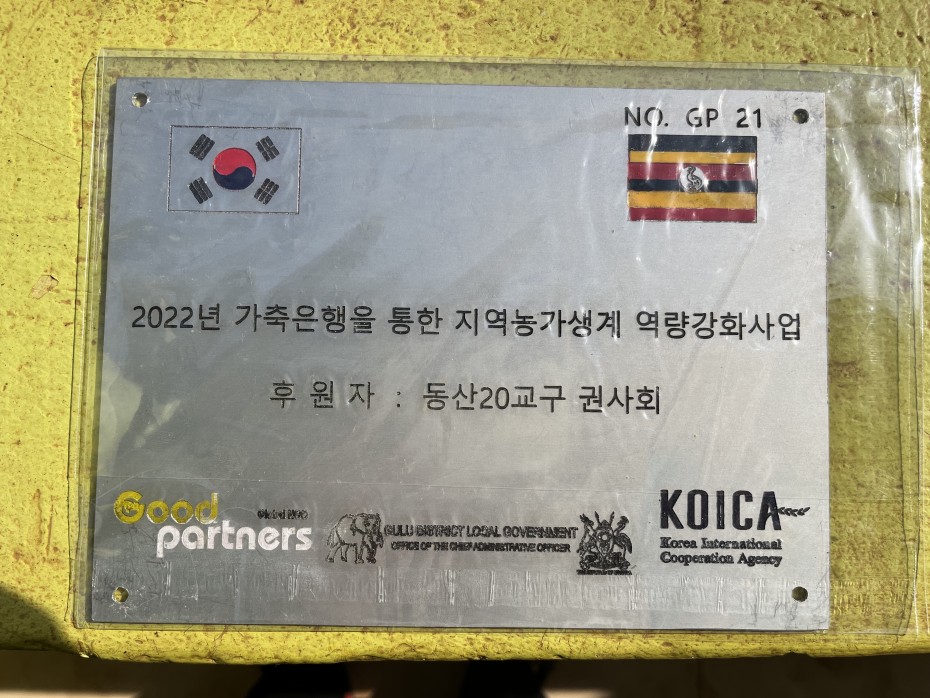 NO. GP 21
2022년 가축은행을 통한 지역농가생계 역량강화사업
후 원 자 : 동산20교구 권사회
Good
Global NGO
partners
GULU DISTRICT LOCAL GOVERNMENT
OFFICE OF THE CHIEF ADMINISTRATIVE OFFICER
KOICA
Korea International
Cooperation Agency